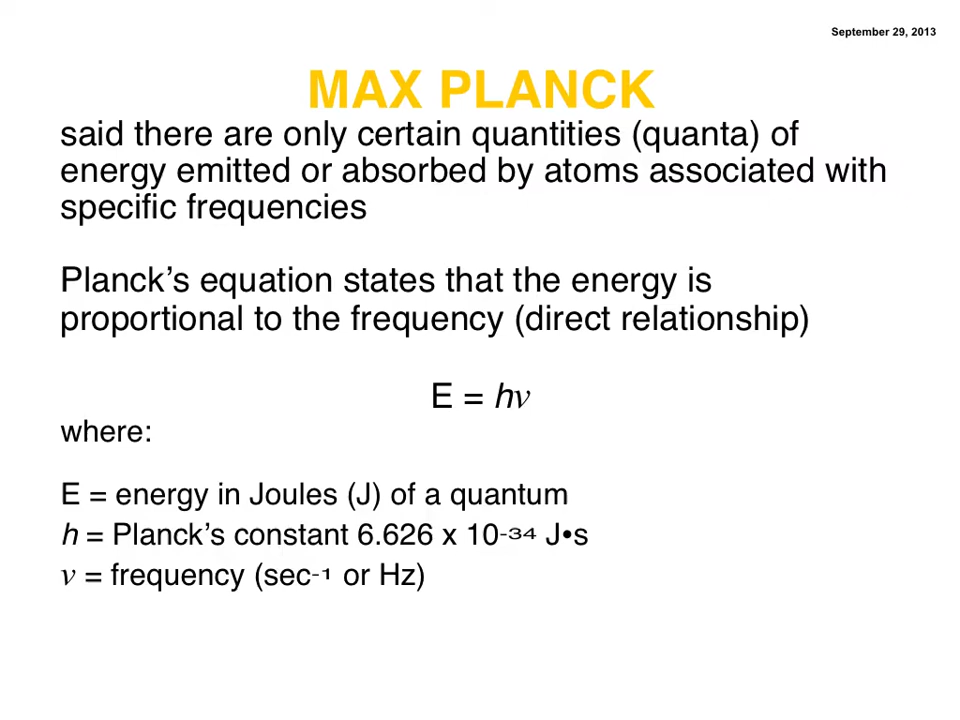 September 29, 2013
MAX PLANCK
said there are only certain quantities (quanta) of
energy emitted or absorbed by atoms associated with
specific frequencies
Planck’s equation states that the energy is
proportional to the frequency (direct relationship)
E = hν
where:
E = energy in Joules (J) of a quantum
h = Planck’s constant 6.626 x 10⁻³⁴ J•s
ν = frequency (sec⁻¹ or Hz)